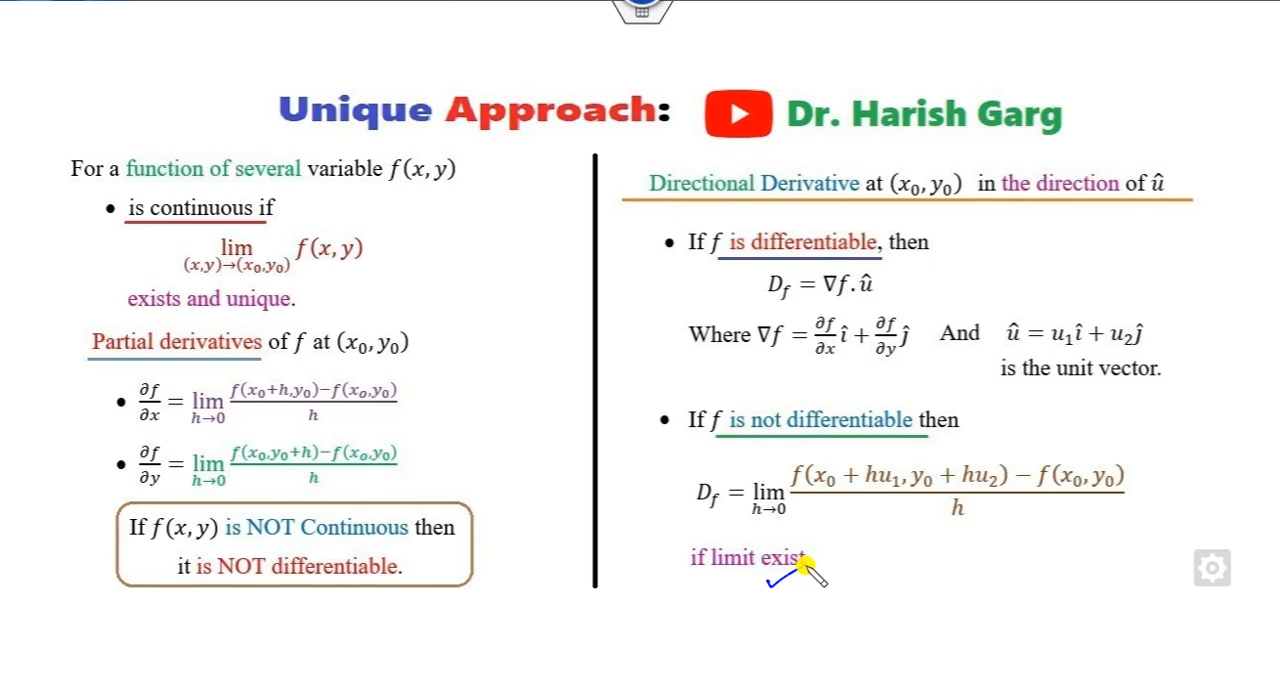 Unique Approach: Dr. Harish Garg
For a function of several variable f(x, y)
• is continuous if
lim f(x, y)
(x,y)→(x₀,y₀)
exists and unique.
Partial derivatives of f at (x₀, y₀)
• ∂f/∂x = lim h→0 (f(x₀+h,y₀)−f(x₀,y₀))/h
• ∂f/∂y = lim h→0 (f(x₀,y₀+h)−f(x₀,y₀))/h
If f(x, y) is NOT Continuous then
it is NOT differentiable.
Directional Derivative at (x₀, y₀) in the direction of û
• If f is differentiable, then
D_f = ∇f. û
Where ∇f = ∂f/∂x î + ∂f/∂y ĵ And û = u₁î + u₂ĵ
is the unit vector.
• If f is not differentiable then
D_f = lim h→0 (f(x₀ + hu₁, y₀ + hu₂) − f(x₀, y₀))/h
if limit exist